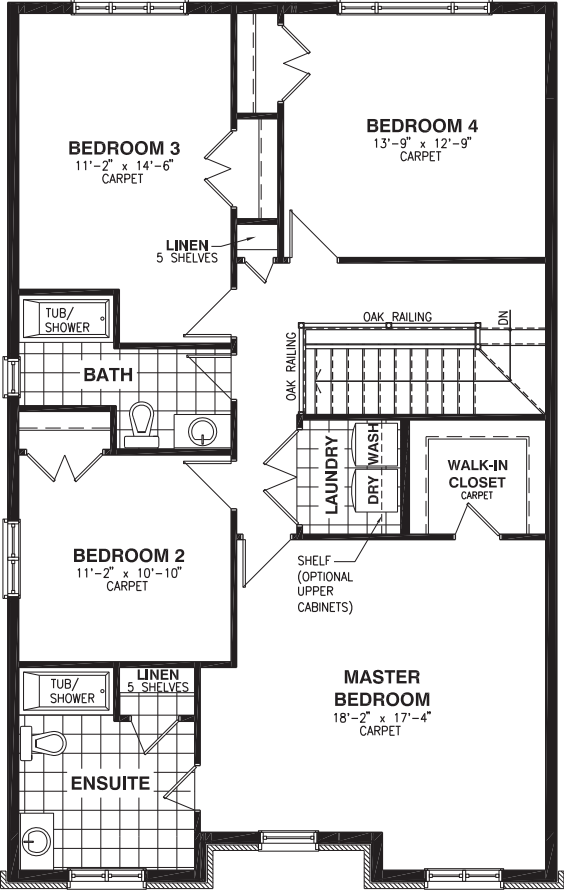 BEDROOM 3
11'-2" x 14'-6"
CARPET
BEDROOM 4
13'-9" x 12'-9"
CARPET
LINEN
5 SHELVES
TUB/
SHOWER
BATH
OAK RAILING
OAK RAILING
DN
LAUNDRY
WASH
DRY
WALK-IN
CLOSET
CARPET
SHELF
(OPTIONAL
UPPER
CABINETS)
BEDROOM 2
11'-2" x 10'-10"
CARPET
TUB/
SHOWER
LINEN
5 SHELVES
ENSUITE
MASTER
BEDROOM
18'-2" x 17'-4"
CARPET